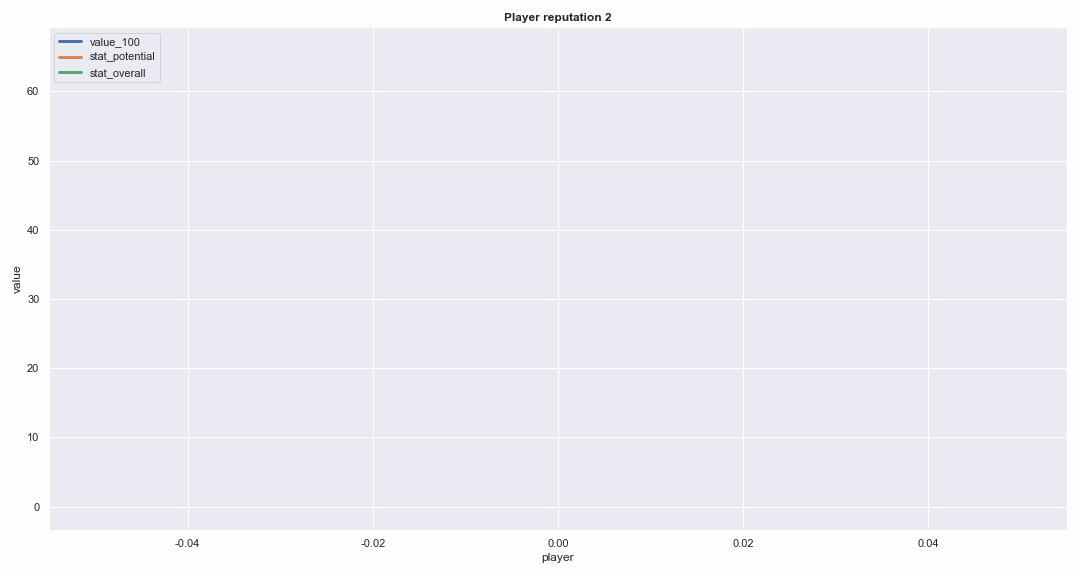 Player reputation 2
value_100
stat_potential
stat_overall
60
50
40
30
20
10
0
value
-0.04
-0.02
0.00
0.02
0.04
player